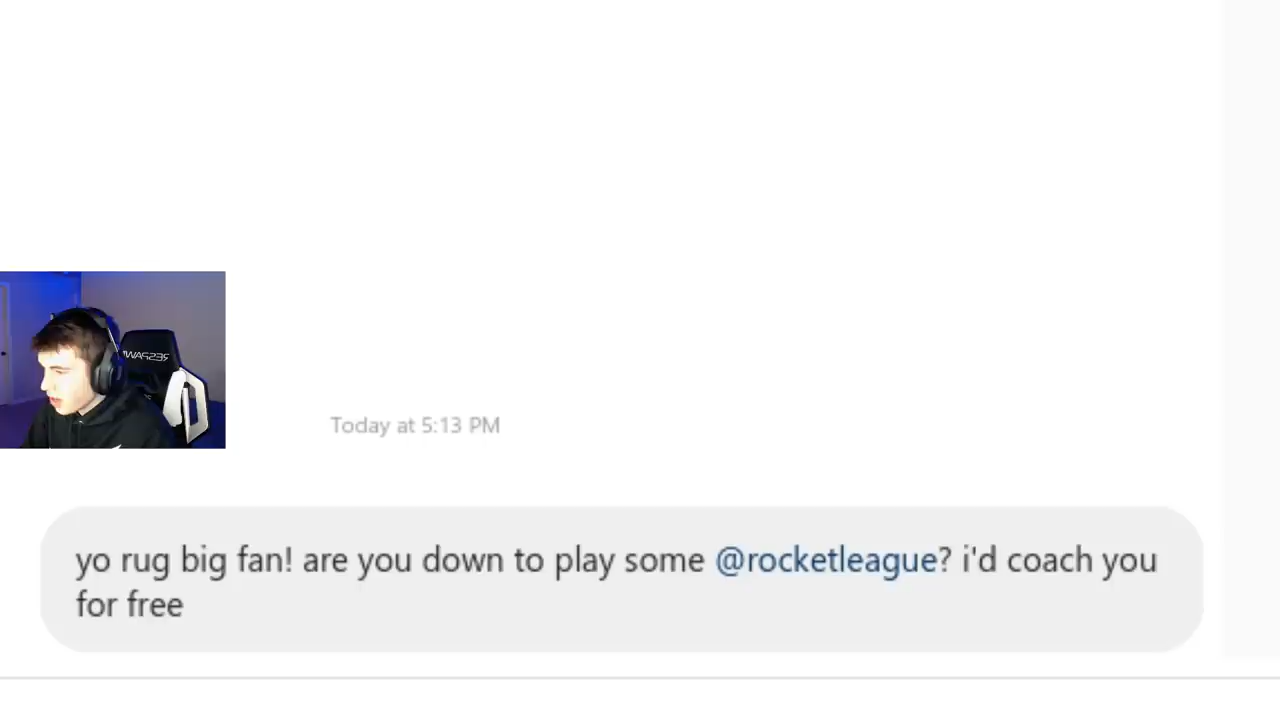 Today at 5:13 PM
yo rug big fan! are you down to play some @rocketleague? i'd coach you
for free